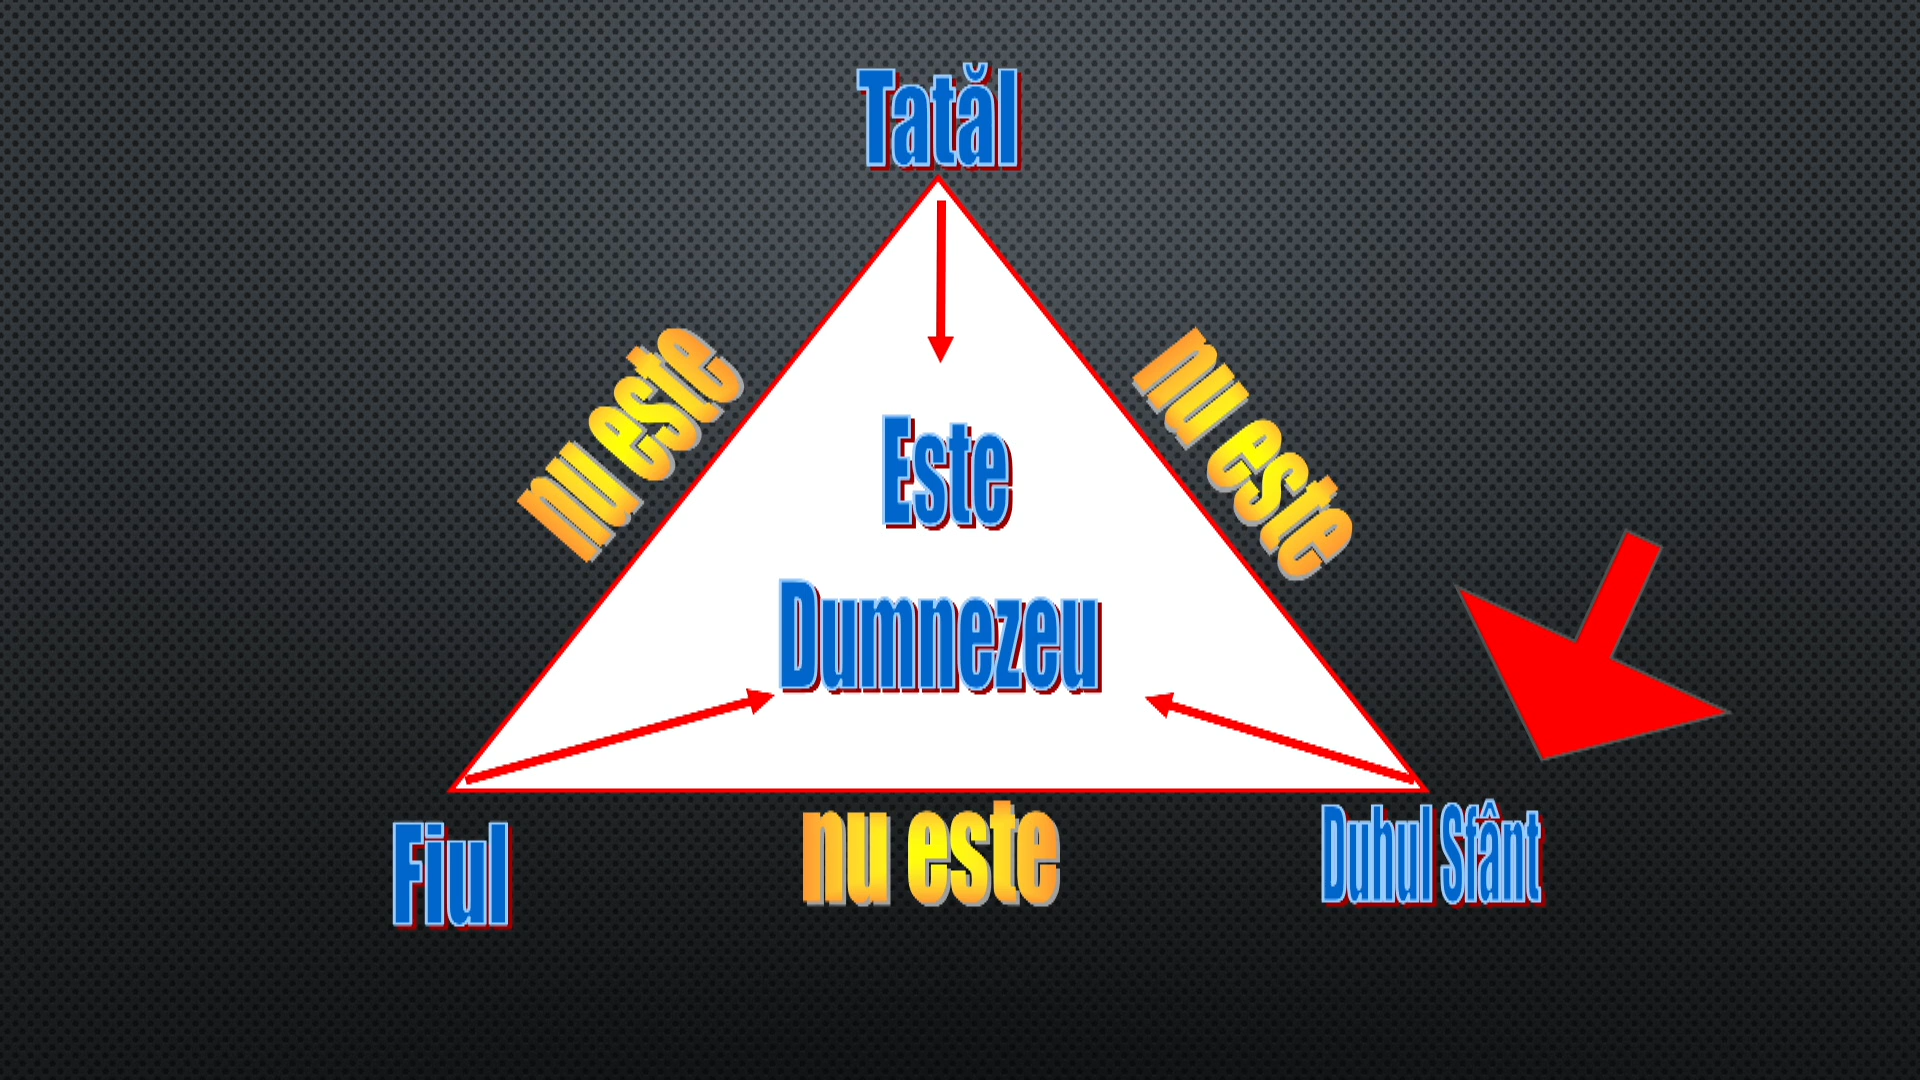 Tatăl
nu este
nu este
Este
Dumnezeu
Fiul
nu este
Duhul Sfânt